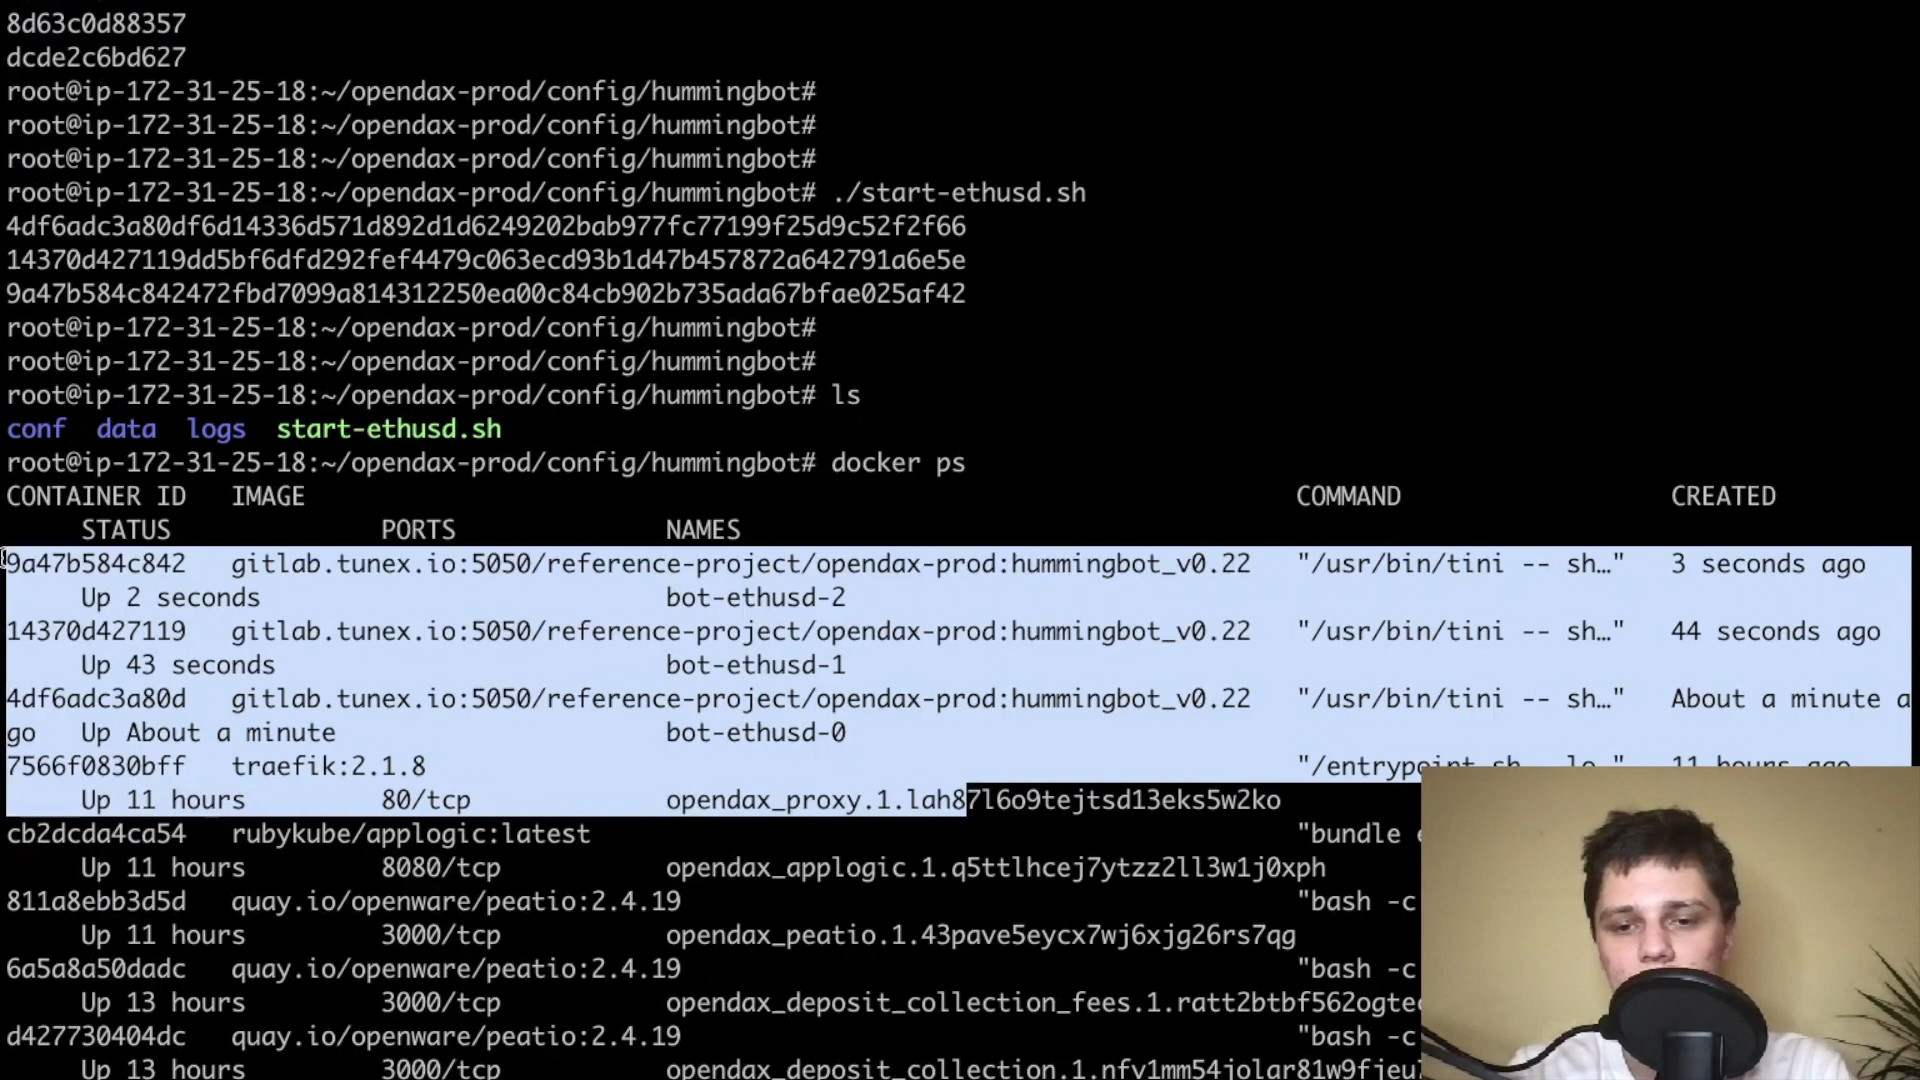 8d63c0d88357
dcde2c6bd627
root@ip-172-31-25-18:~/opendax-prod/config/hummingbot#
root@ip-172-31-25-18:~/opendax-prod/config/hummingbot#
root@ip-172-31-25-18:~/opendax-prod/config/hummingbot#
root@ip-172-31-25-18:~/opendax-prod/config/hummingbot# ./start-ethusd.sh
4df6adc3a80df6d14336d571d892d1d6249202bab977fc77199f25d9c52f2f66
14370d427119dd5bf6dfd292fef4479c063ecd93b1d47b457872a642791a6e5e
9a47b584c842472fbd7099a814312250ea00c84cb902b735ada67bfae025af42
root@ip-172-31-25-18:~/opendax-prod/config/hummingbot#
root@ip-172-31-25-18:~/opendax-prod/config/hummingbot#
root@ip-172-31-25-18:~/opendax-prod/config/hummingbot# ls
conf data logs start-ethusd.sh
root@ip-172-31-25-18:~/opendax-prod/config/hummingbot# docker ps
CONTAINER ID IMAGE COMMAND CREATED
STATUS PORTS NAMES
9a47b584c842 gitlab.tunex.io:5050/reference-project/opendax-prod:hummingbot_v0.22 "/usr/bin/tini -- sh…" 3 seconds ago
Up 2 seconds bot-ethusd-2
14370d427119 gitlab.tunex.io:5050/reference-project/opendax-prod:hummingbot_v0.22 "/usr/bin/tini -- sh…" 44 seconds ago
Up 43 seconds bot-ethusd-1
4df6adc3a80d gitlab.tunex.io:5050/reference-project/opendax-prod:hummingbot_v0.22 "/usr/bin/tini -- sh…" About a minute a
go Up About a minute bot-ethusd-0
7566f0830bff traefik:2.1.8 "/entrypoint.sh --lo…" 11 hours ago
Up 11 hours 80/tcp opendax_proxy.1.lah87l6o9tejtsd13eks5w2ko
cb2dcda4ca54 rubykube/applogic:latest "bundle
Up 11 hours 8080/tcp opendax_applogic.1.q5ttlhcej7ytzz2ll3w1j0xph
811a8ebb3d5d quay.io/openware/peatio:2.4.19 "bash -c
Up 11 hours 3000/tcp opendax_peatio.1.43pave5eycx7wj6xjg26rs7qg
6a5a8a50dadc quay.io/openware/peatio:2.4.19 "bash -c
Up 13 hours 3000/tcp opendax_deposit_collection_fees.1.ratt2btbf562ogte
d427730404dc quay.io/openware/peatio:2.4.19 "bash -c
Up 13 hours 3000/tcp opendax_deposit_collection.1.nfv1mm54jolar81w9fjeu